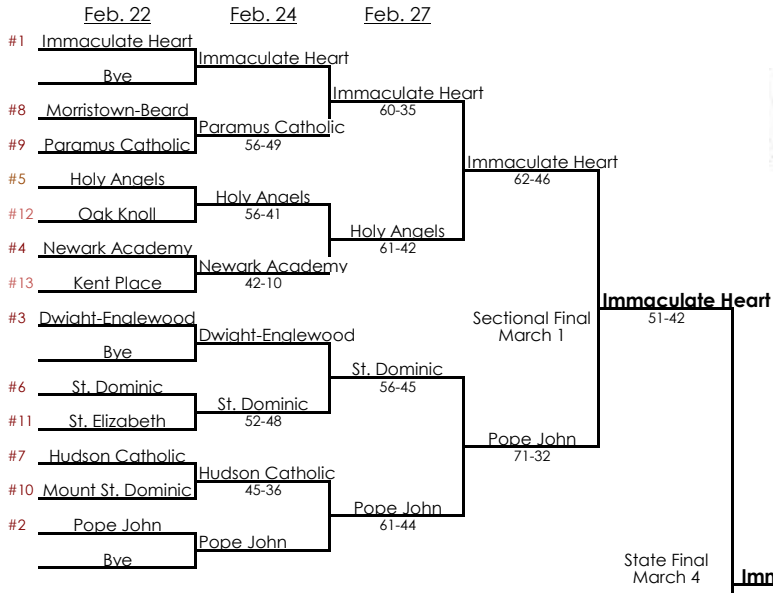 Feb. 22 Feb. 24 Feb. 27
#1 Immaculate Heart
Immaculate Heart
Bye
Immaculate Heart
60-35
#8 Morristown-Beard
Paramus Catholic
56-49
#9 Paramus Catholic
Immaculate Heart
62-46
#5 Holy Angels
Holy Angels
56-41
#12 Oak Knoll
Holy Angels
61-42
#4 Newark Academy
Newark Academy
42-10
#13 Kent Place
Immaculate Heart
51-42
#3 Dwight-Englewood
Sectional Final
March 1
Dwight-Englewood
Bye
St. Dominic
56-45
#6 St. Dominic
St. Dominic
52-48
#11 St. Elizabeth
Pope John
71-32
#7 Hudson Catholic
Hudson Catholic
45-36
#10 Mount St. Dominic
Pope John
61-44
#2 Pope John
Pope John
Bye
State Final
March 4